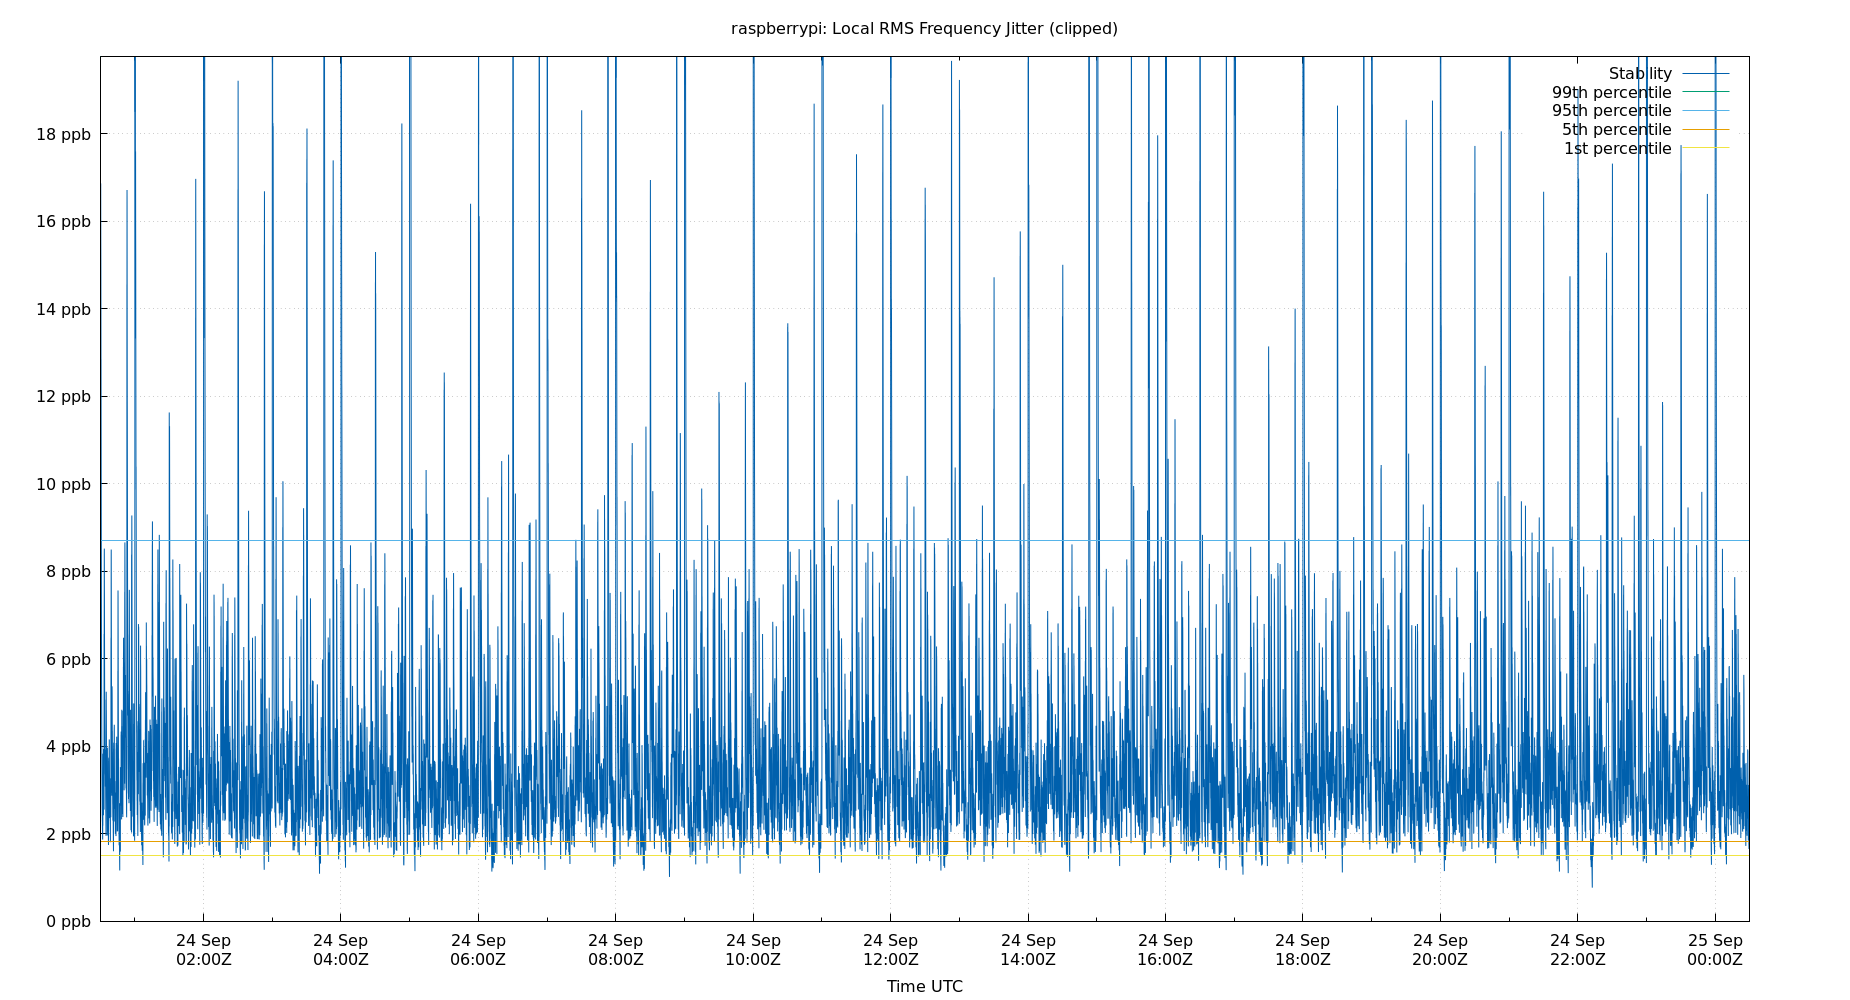 raspberrypi: Local RMS Frequency Jitter (clipped)
Stability
99th percentile
95th percentile
5th percentile
1st percentile
18 ppb
16 ppb
14 ppb
12 ppb
10 ppb
8 ppb
6 ppb
4 ppb
2 ppb
0 ppb
24 Sep 24 Sep 24 Sep 24 Sep 24 Sep 24 Sep 24 Sep 24 Sep 24 Sep 24 Sep 24 Sep 25 Sep
02:00Z 04:00Z 06:00Z 08:00Z 10:00Z 12:00Z 14:00Z 16:00Z 18:00Z 20:00Z 22:00Z 00:00Z
Time UTC